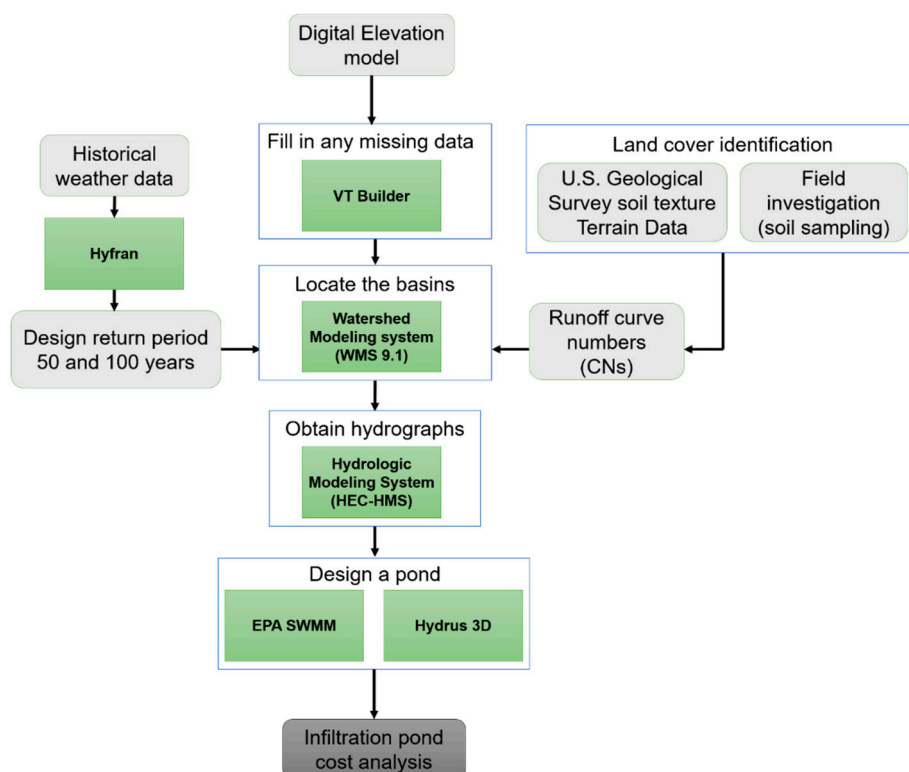 Digital Elevation
model
Fill in any missing data
VT Builder
Historical
weather data
Hyfran
Design return period
50 and 100 years
Land cover identification
U.S. Geological
Survey soil texture
Terrain Data
Field
investigation
(soil sampling)
Locate the basins
Watershed
Modeling system
(WMS 9.1)
Runoff curve
numbers
(CNs)
Obtain hydrographs
Hydrologic
Modeling System
(HEC-HMS)
Design a pond
EPA SWMM
Hydrus 3D
Infiltration pond
cost analysis